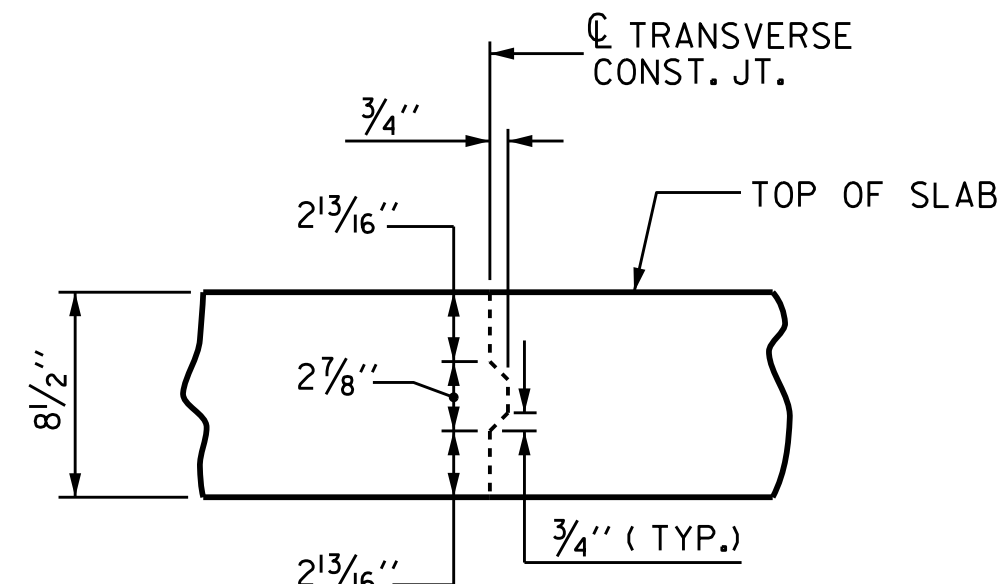 ℄ TRANSVERSE
CONST. JT.
3/4"
TOP OF SLAB
2 13/16"
8 1/2"
2 7/8"
3/4" (TYP.)
2 13/16"